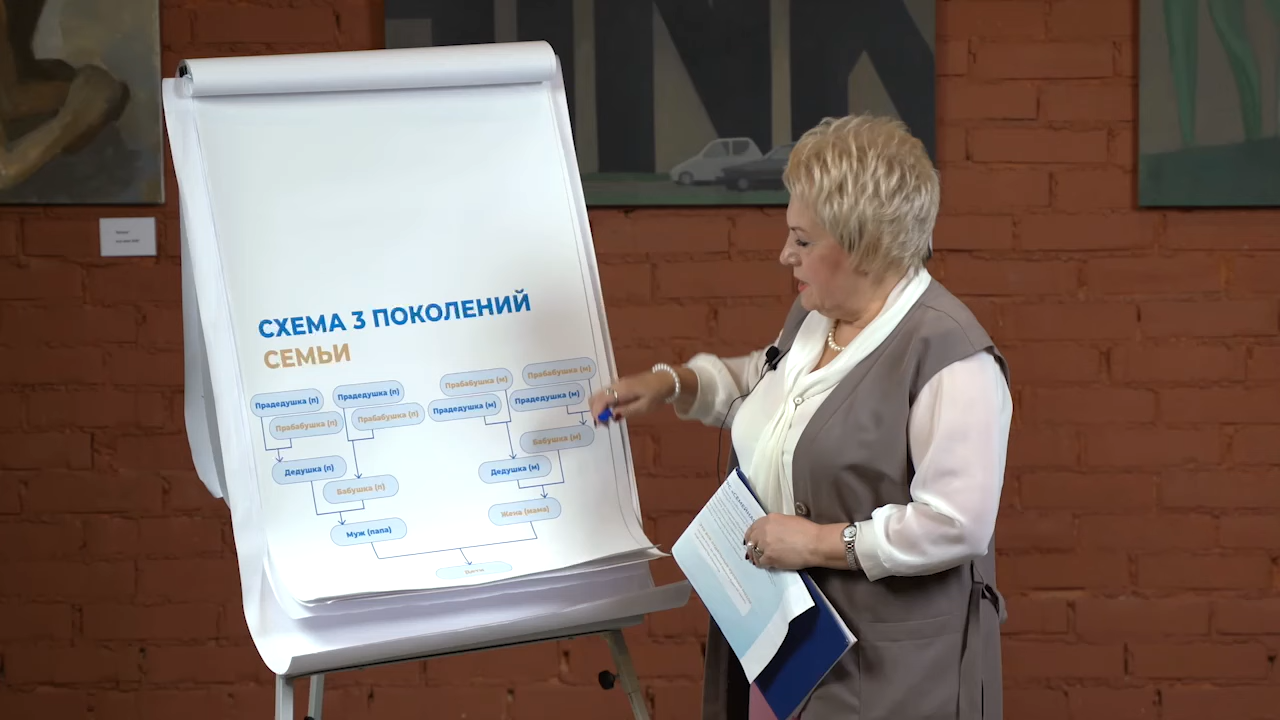 СХЕМА 3 ПОКОЛЕНИЙ
СЕМЬИ
Прадедушка (п)
Прабабушка (п)
Прадедушка (п)
Прабабушка (п)
Прабабушка (м)
Прадедушка (м)
Прабабушка (м)
Прадедушка (м)
Дедушка (п)
Бабушка (п)
Дедушка (м)
Бабушка (м)
Муж (папа)
Жена (мама)